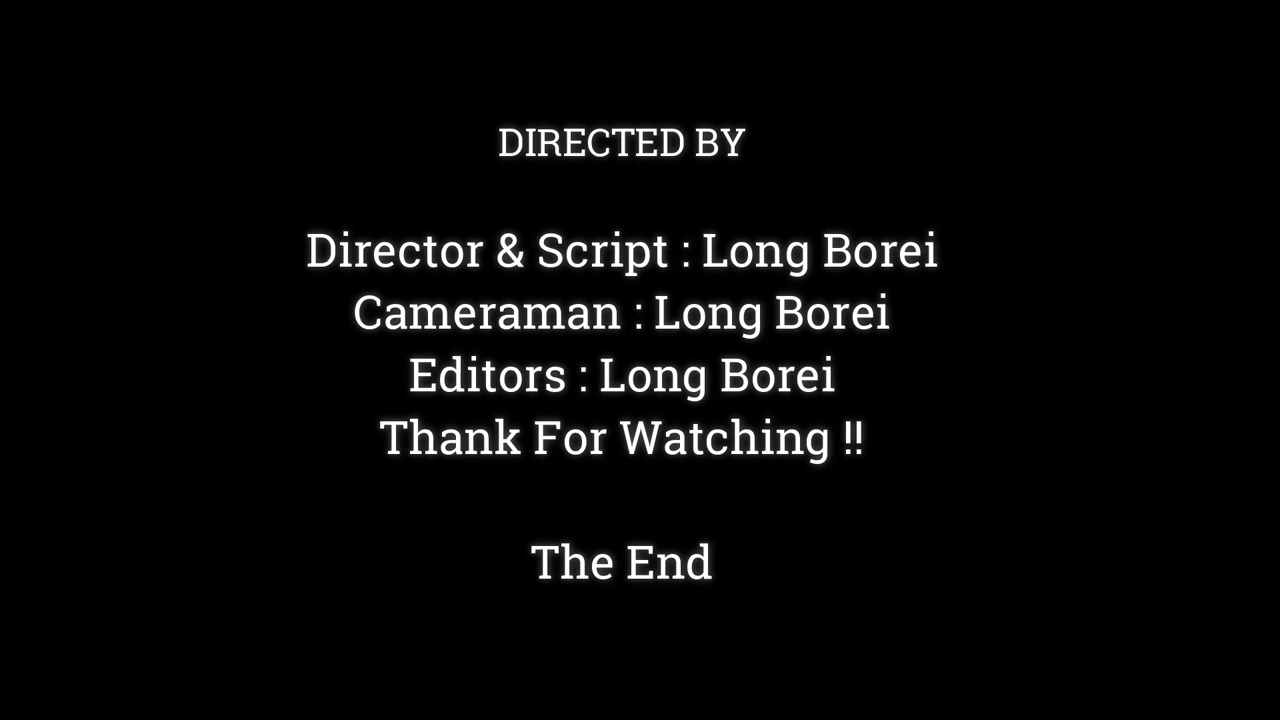 DIRECTED BY
Director & Script : Long Borei
Cameraman : Long Borei
Editors : Long Borei
Thank For Watching !!
The End